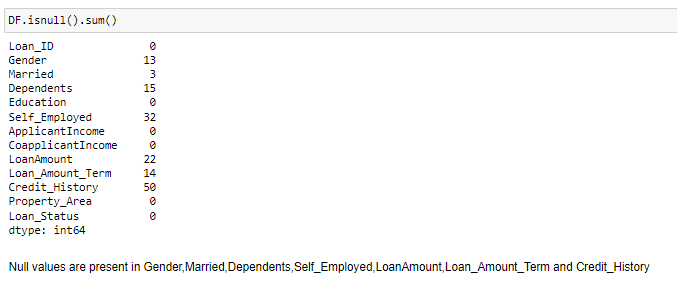 DF.isnull().sum()
Loan_ID 0
Gender 13
Married 3
Dependents 15
Education 0
Self_Employed 32
ApplicantIncome 0
CoapplicantIncome 0
LoanAmount 22
Loan_Amount_Term 14
Credit_History 50
Property_Area 0
Loan_Status 0
dtype: int64
Null values are present in Gender,Married,Dependents,Self_Employed,LoanAmount,Loan_Amount_Term and Credit_History